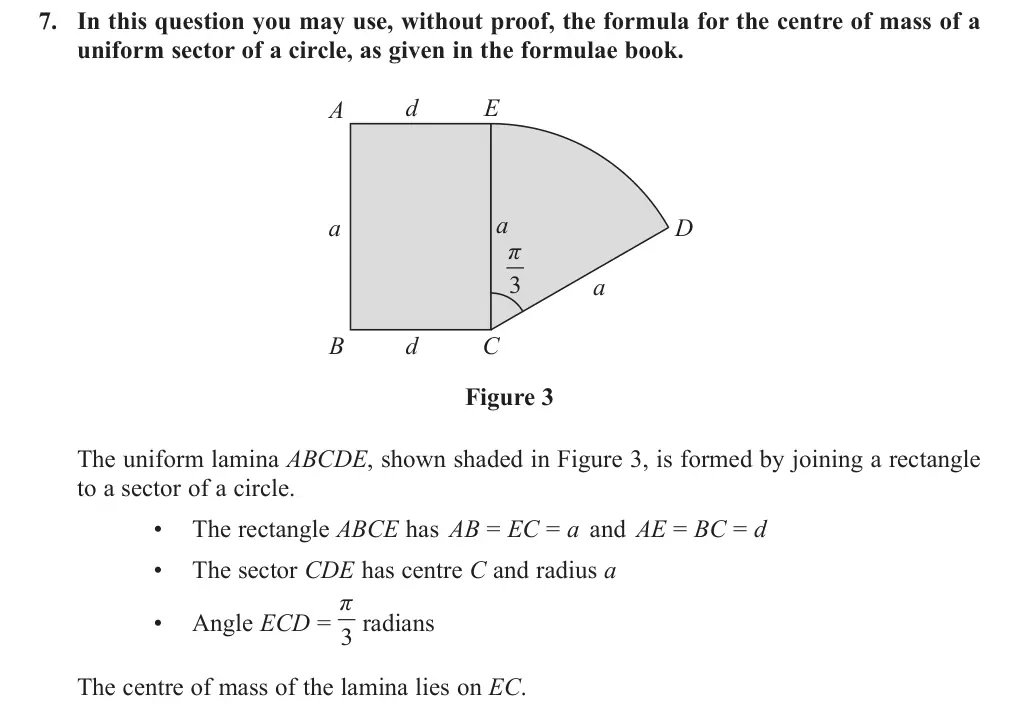 7. In this question you may use, without proof, the formula for the centre of mass of a
uniform sector of a circle, as given in the formulae book.
A d E
a a D
π
3
a
B d C
Figure 3
The uniform lamina ABCDE, shown shaded in Figure 3, is formed by joining a rectangle
to a sector of a circle.
• The rectangle ABCE has AB = EC = a and AE = BC = d
• The sector CDE has centre C and radius a
• Angle ECD = π/3 radians
The centre of mass of the lamina lies on EC.